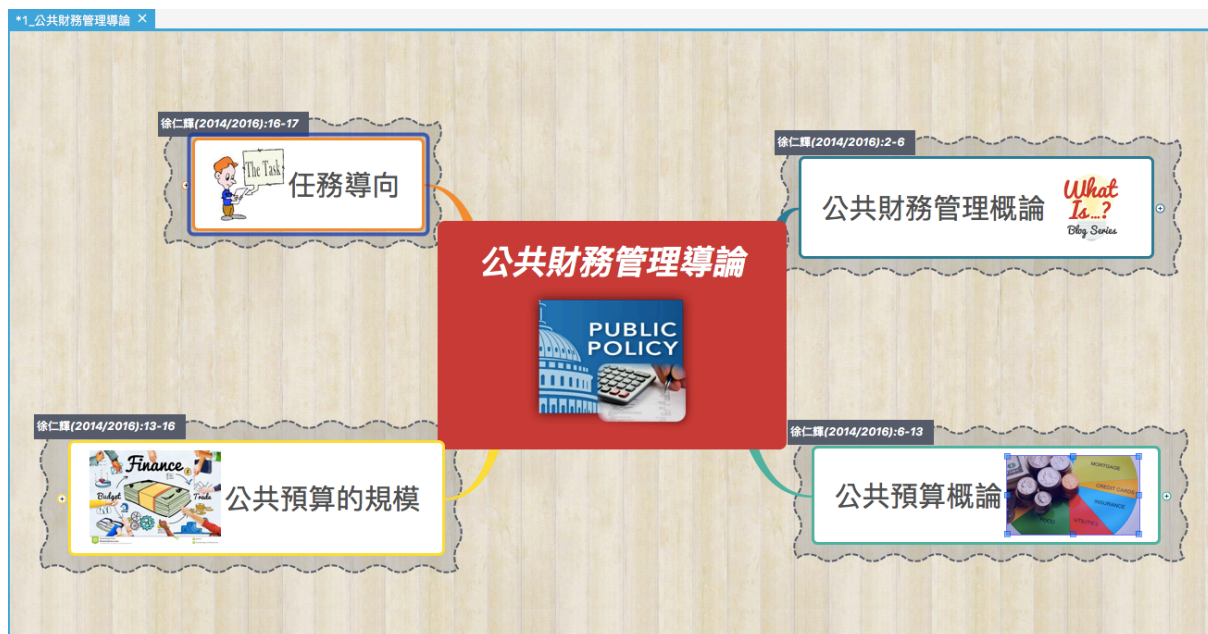 *1_公共財務管理導論 ×
徐仁輝(2014/2016):16-17
The Task
任務導向
徐仁輝(2014/2016):2-6
公共財務管理概論
What
Is...?
Blog Series
公共財務管理導論
PUBLIC
POLICY
徐仁輝(2014/2016):13-16
Finance
Budget
Trade
公共預算的規模
徐仁輝(2014/2016):6-13
公共預算概論
MORTGAGE
CREDIT CARDS
INSURANCE
UTILITIES
FOOD